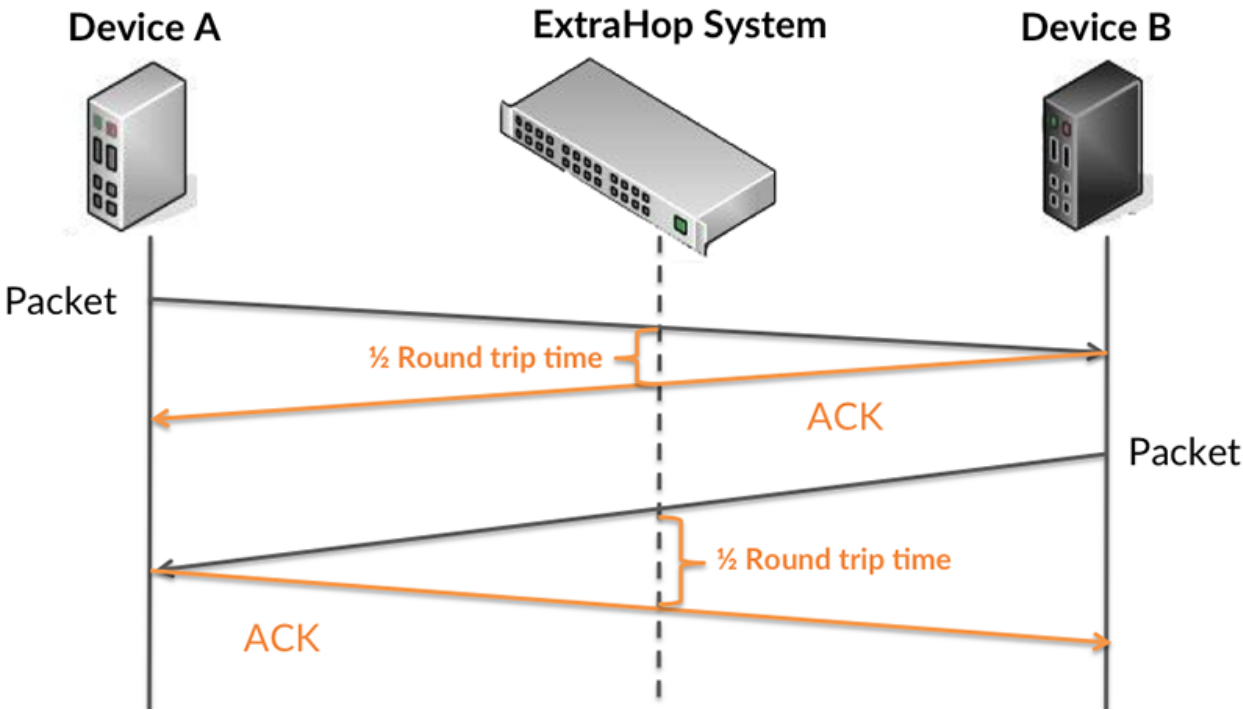 Device A
ExtraHop System
Device B
Packet
½ Round trip time
ACK
Packet
½ Round trip time
ACK